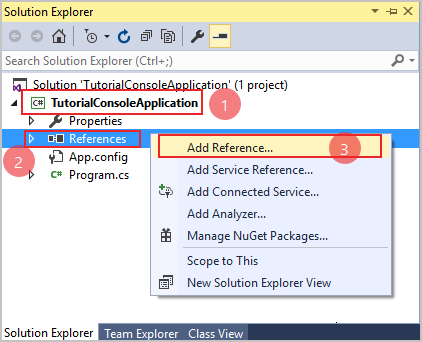 Solution Explorer
Search Solution Explorer (Ctrl+;)
Solution 'TutorialConsoleApplication' (1 project)
C# TutorialConsoleApplication 1
Properties
References
2
App.config
C# Program.cs
Add Reference... 3
Add Service Reference...
Add Connected Service...
Add Analyzer...
Manage NuGet Packages...
Scope to This
New Solution Explorer View
Solution Explorer Team Explorer Class View